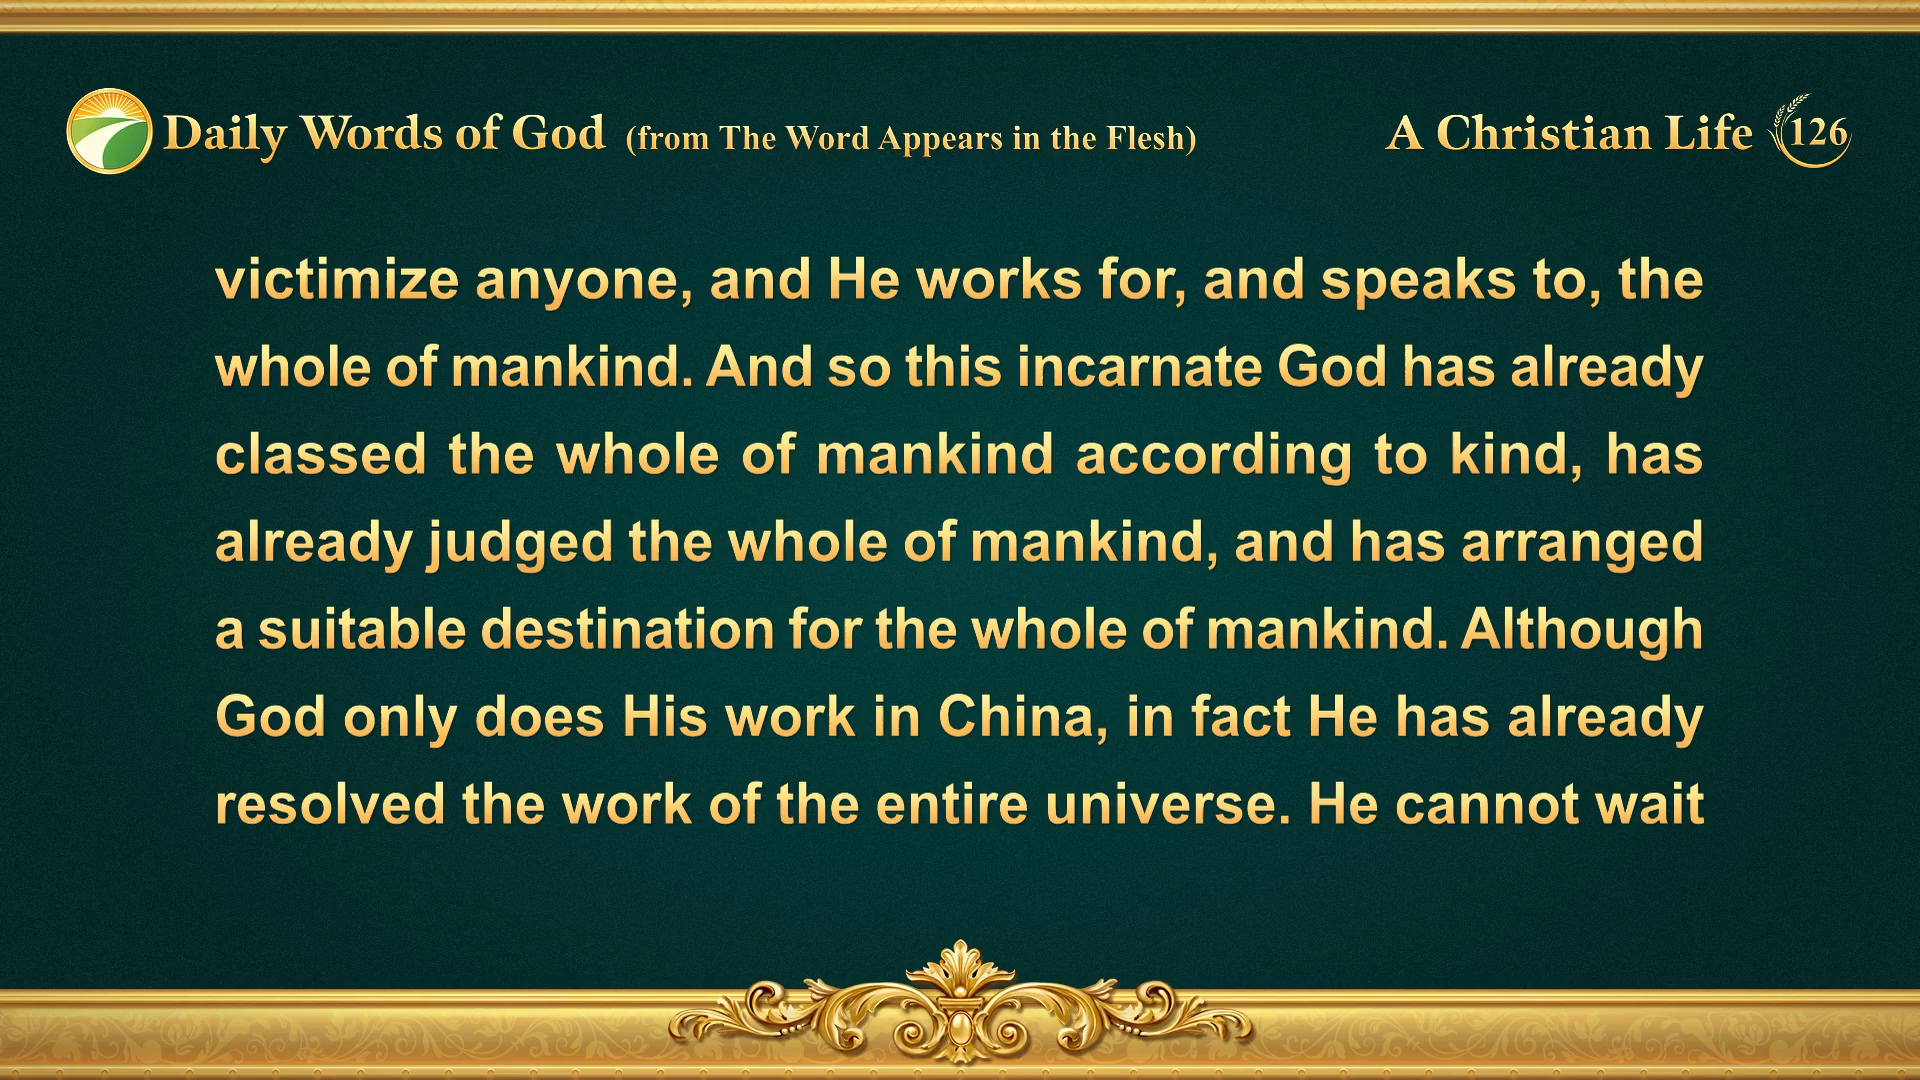 Daily Words of God (from The Word Appears in the Flesh)
A Christian Life 126
victimize anyone, and He works for, and speaks to, the
whole of mankind. And so this incarnate God has already
classed the whole of mankind according to kind, has
already judged the whole of mankind, and has arranged
a suitable destination for the whole of mankind. Although
God only does His work in China, in fact He has already
resolved the work of the entire universe. He cannot wait